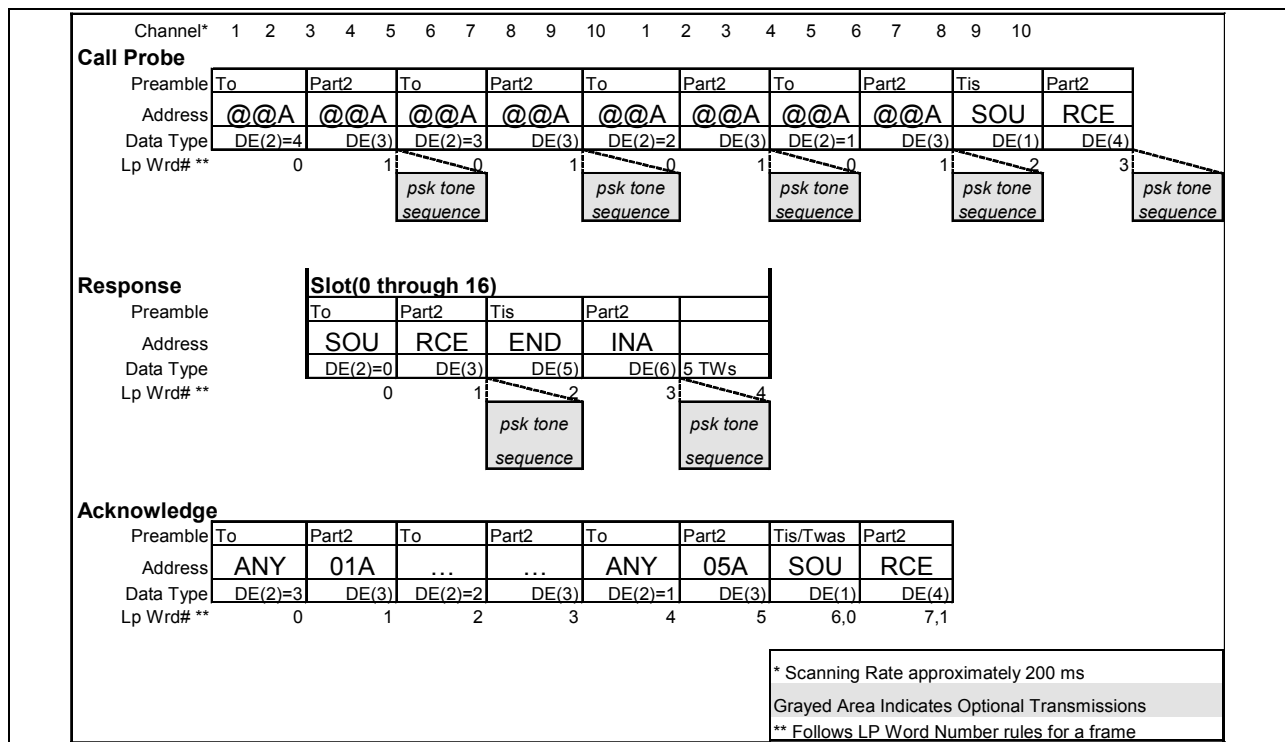 Channel* 1 2 3 4 5 6 7 8 9 10 1 2 3 4 5 6 7 8 9 10
Call Probe
Preamble To Part2 To Part2 To Part2 To Part2 Tis Part2
Address @@A @@A @@A @@A @@A @@A @@A @@A SOU RCE
Data Type DE(2)=4 DE(3) DE(2)=3 DE(3) DE(2)=2 DE(3) DE(2)=1 DE(3) DE(1) DE(4)
Lp Wrd# ** 0 1 0 1 0 1 0 1 2 3
psk tone psk tone psk tone psk tone psk tone
sequence sequence sequence sequence sequence
Response Slot(0 through 16)
Preamble To Part2 Tis Part2
Address SOU RCE END INA
Data Type DE(2)=0 DE(3) DE(5) DE(6) 5 TWs
Lp Wrd# ** 0 1 2 3 4
psk tone psk tone
sequence sequence
Acknowledge
Preamble To Part2 To Part2 To Part2 Tis/Twas Part2
Address ANY 01A ... ... ANY 05A SOU RCE
Data Type DE(2)=3 DE(3) DE(2)=2 DE(3) DE(2)=1 DE(3) DE(1) DE(4)
Lp Wrd# ** 0 1 2 3 4 5 6,0 7,1
* Scanning Rate approximately 200 ms
Grayed Area Indicates Optional Transmissions
** Follows LP Word Number rules for a frame